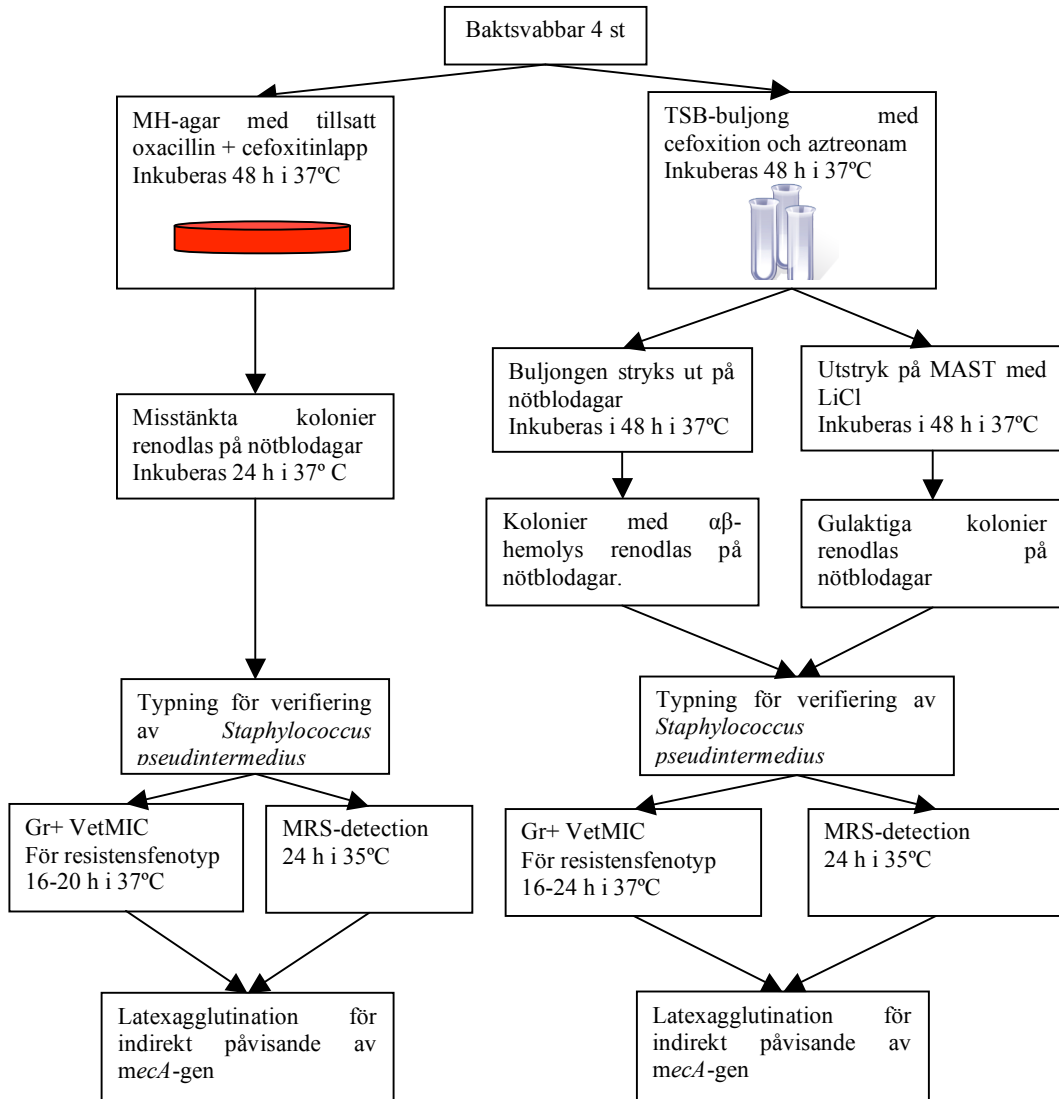 Baktsvabbar 4 st
MH-agar med tillsatt
oxacillin + cefoxitinlapp
Inkuberas 48 h i 37ºC
TSB-buljong med
cefoxition och aztreonam
Inkuberas 48 h i 37ºC
Misstänkta kolonier
renodlas på nötblodagar
Inkuberas 24 h i 37º C
Buljongen stryks ut på
nötblodagar
Inkuberas i 48 h i 37ºC
Utstryk på MAST med
LiCl
Inkuberas i 48 h i 37ºC
Kolonier med αβ-
hemolys renodlas på
nötblodagar.
Gulaktiga kolonier
renodlas på
nötblodagar
Typning för verifiering
av Staphylococcus
pseudintermedius
Typning för verifiering av
Staphylococcus
pseudintermedius
Gr+ VetMIC
För resistensfenotyp
16-20 h i 37ºC
MRS-detection
24 h i 35ºC
Gr+ VetMIC
För resistensfenotyp
16-24 h i 37ºC
MRS-detection
24 h i 35ºC
Latexagglutination för
indirekt påvisande av
mecA-gen
Latexagglutination för
indirekt påvisande av
mecA-gen